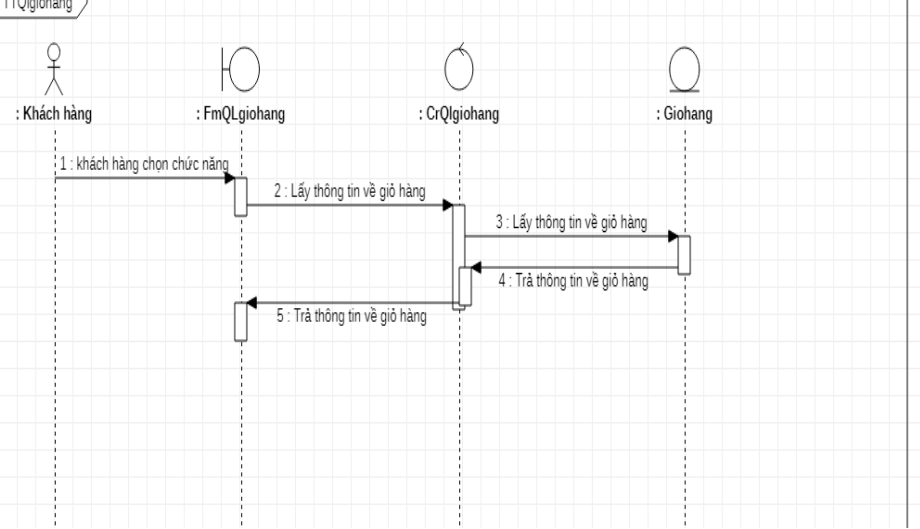 : Khách hàng
: FmQLgiohang
: CrQlgiohang
: Giohang
1 : khách hàng chọn chức năng
2 : Lấy thông tin về giỏ hàng
3 : Lấy thông tin về giỏ hàng
4 : Trả thông tin về giỏ hàng
5 : Trả thông tin về giỏ hàng